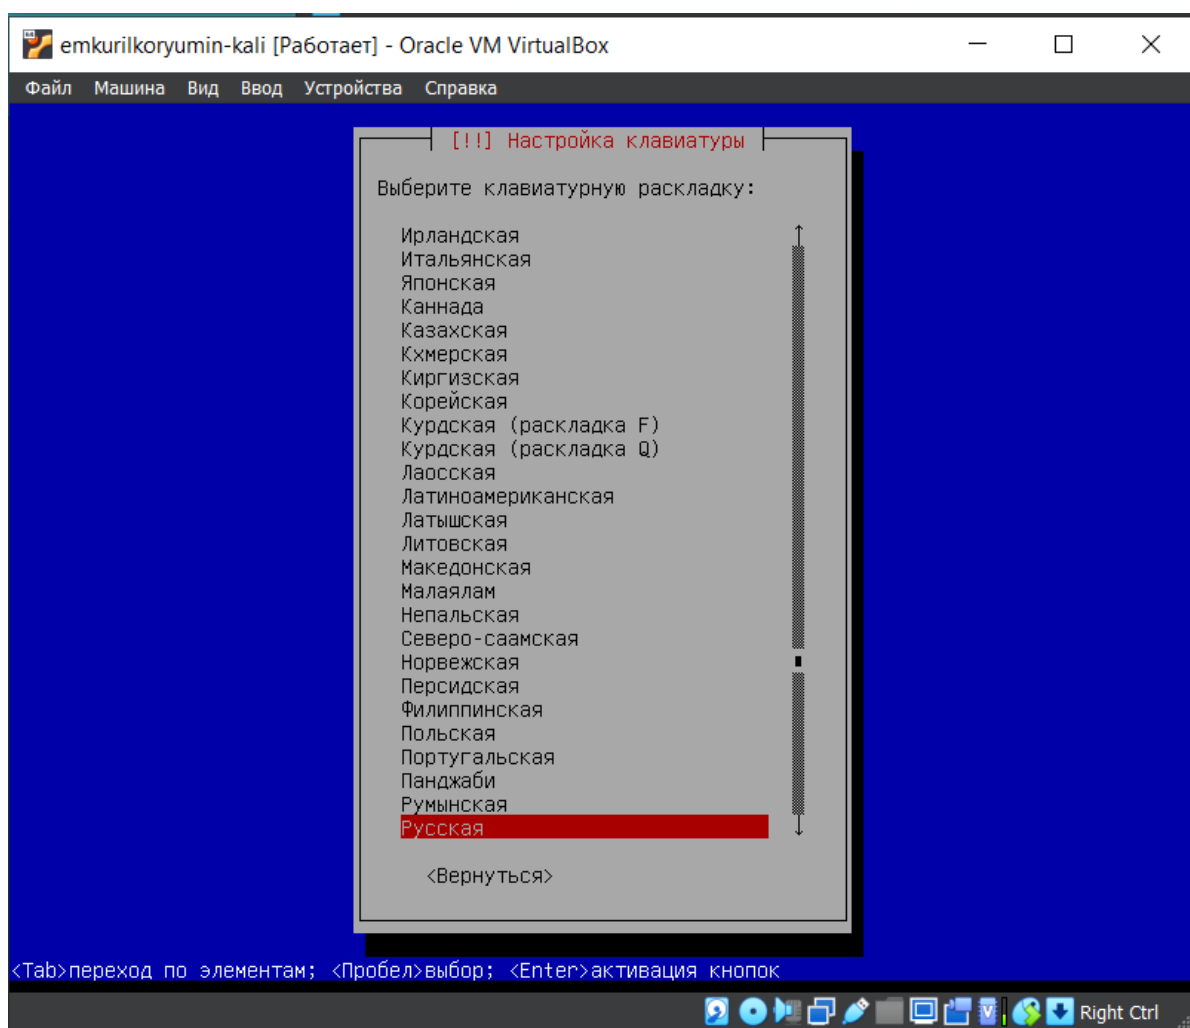 emkurilkoryumin-kali [Работает] - Oracle VM VirtualBox
Файл Машина Вид Ввод Устройства Справка
[!!] Настройка клавиатуры
Выберите клавиатурную раскладку:
Ирландская
Итальянская
Японская
Каннада
Казахская
Кхмерская
Киргизская
Корейская
Курдская (раскладка F)
Курдская (раскладка Q)
Лаосская
Латиноамериканская
Латышская
Литовская
Македонская
Малаялам
Непальская
Северо-саамская
Норвежская
Персидская
Филиппинская
Польская
Португальская
Панджаби
Румынская
Русская
<Вернуться>
<Tab>переход по элементам; <Пробел>выбор; <Enter>активация кнопок
Right Ctrl